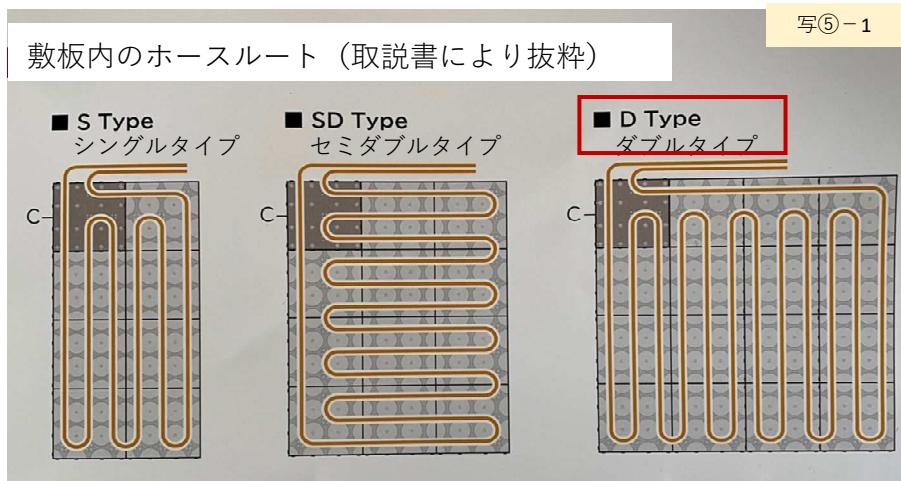 写⑤－1
敷板内のホースルート（取説書により抜粋）
■ S Type
シングルタイプ
■ SD Type
セミダブルタイプ
■ D Type
ダブルタイプ
C
C
C